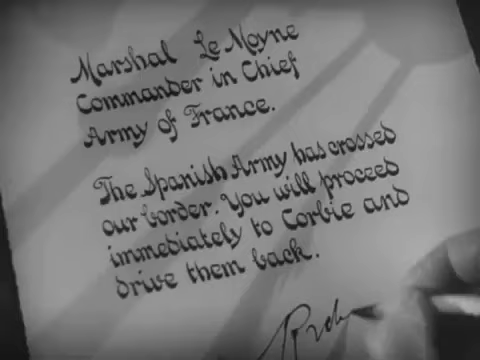 Marshal Le Moyne
Commander in Chief
Army of France.
The Spanish Army has crossed
our border. You will proceed
immediately to Corbie and
drive them back.